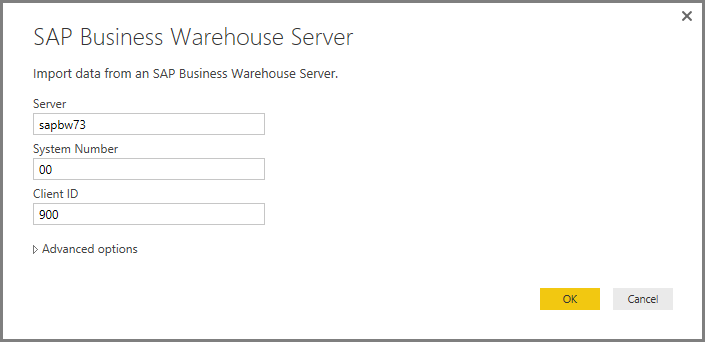 SAP Business Warehouse Server
Import data from an SAP Business Warehouse Server.
Server
sapbw73
System Number
00
Client ID
900
Advanced options
OK
Cancel